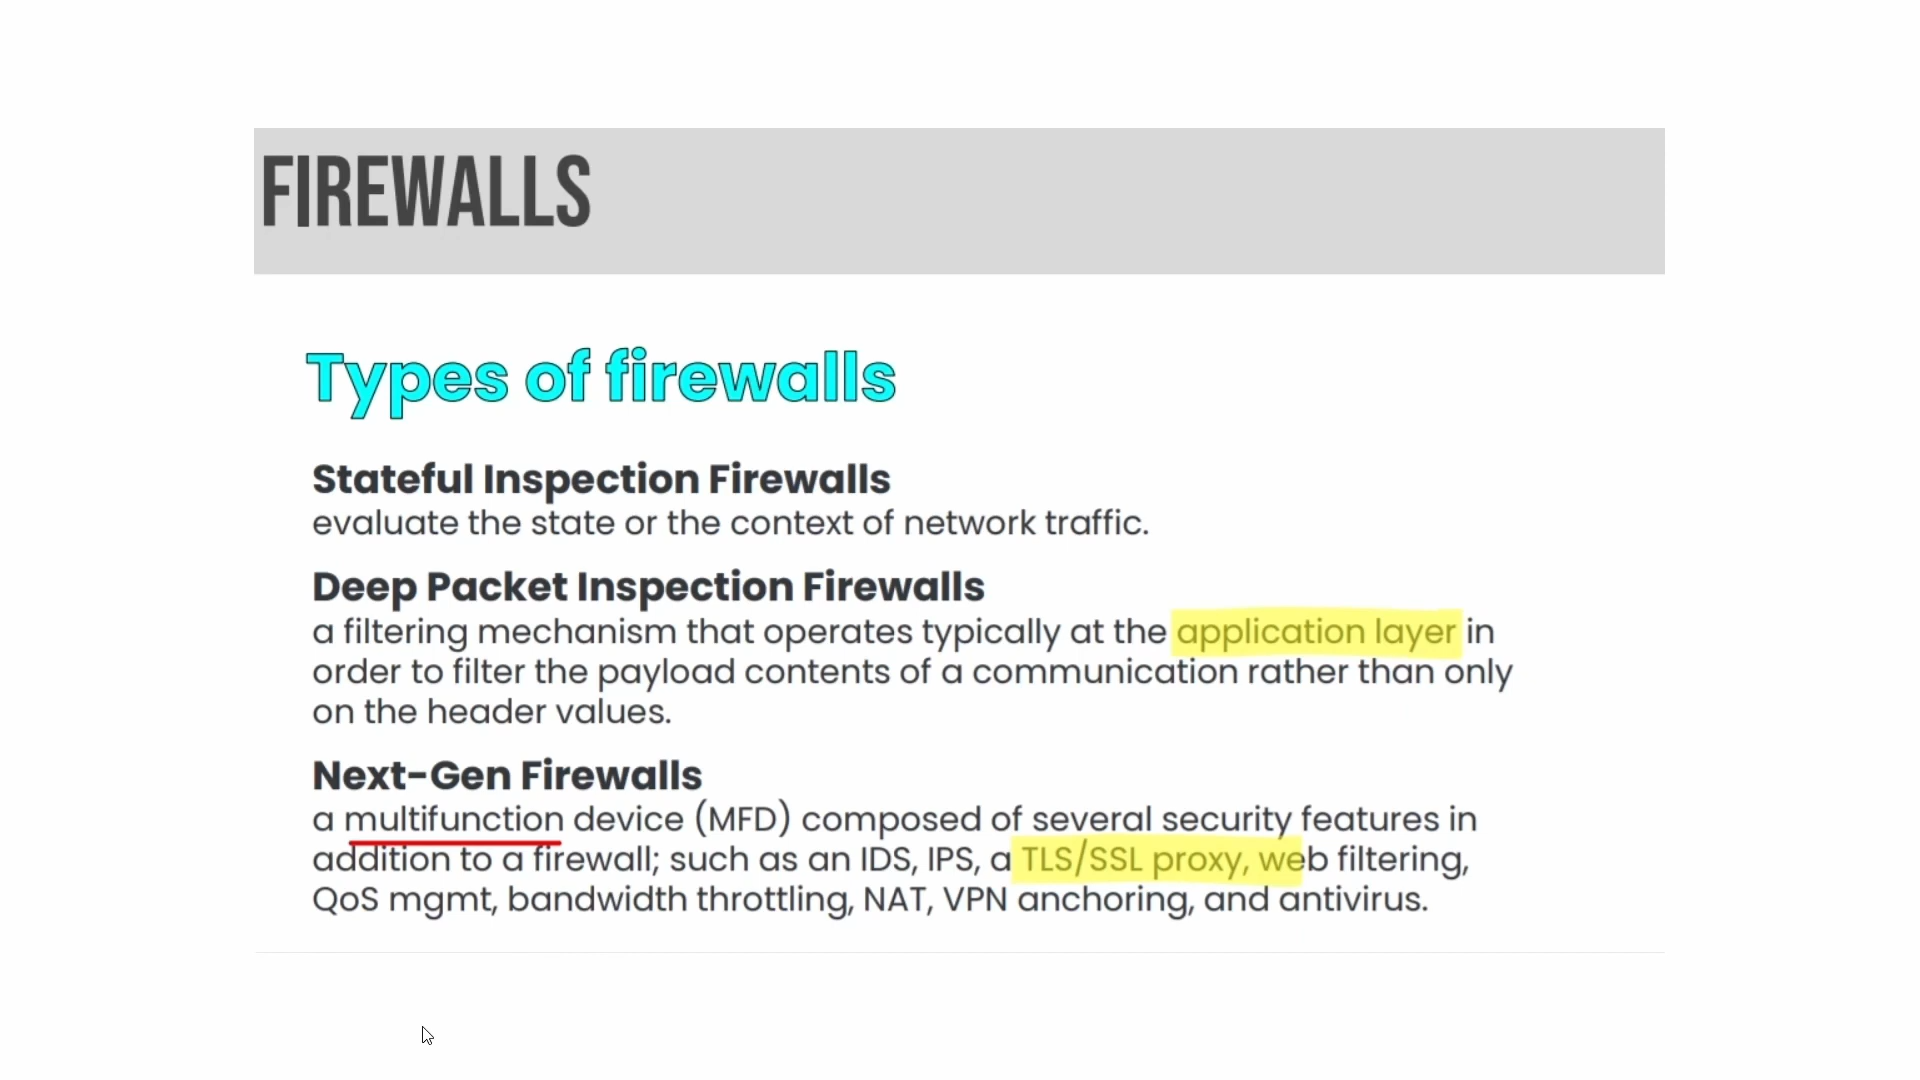 FIREWALLS
Types of firewalls
Stateful Inspection Firewalls
evaluate the state or the context of network traffic.
Deep Packet Inspection Firewalls
a filtering mechanism that operates typically at the application layer in
order to filter the payload contents of a communication rather than only
on the header values.
Next-Gen Firewalls
a multifunction device (MFD) composed of several security features in
addition to a firewall; such as an IDS, IPS, a TLS/SSL proxy, web filtering,
QoS mgmt, bandwidth throttling, NAT, VPN anchoring, and antivirus.